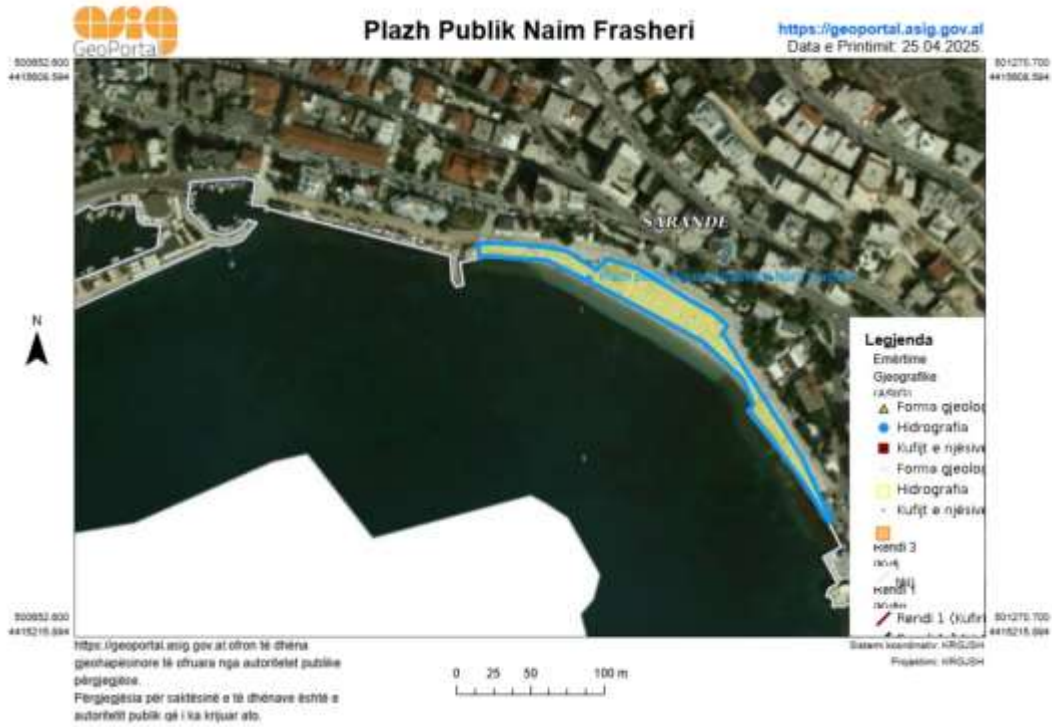 asig
GeoPortal
Plazh Publik Naim Frasheri
https://geoportal.asig.gov.al
Data e Printimit: 25.04.2025.
SARANDE
N
Legjenda
Emërtime
Gjeografike
Forma gjeolog
Hidrografia
Kufijt e njësive
Forma gjeolog
Hidrografia
Kufijt e njësive
Rendi 3
Rendi 1
Rendi 1 (Kufiri
https://geoportal.asig.gov.al ofron të dhëna
gjeohapësinore të ofruara nga autoritetet publike
përgjegjëse.
Përgjegjësia për saktësinë e të dhënave është e
autoritetit publik që i ka krijuar ato.
0 25 50 100 m
Sistemi koordinativ: KRGJSH
Projeksioni: KRGJSH